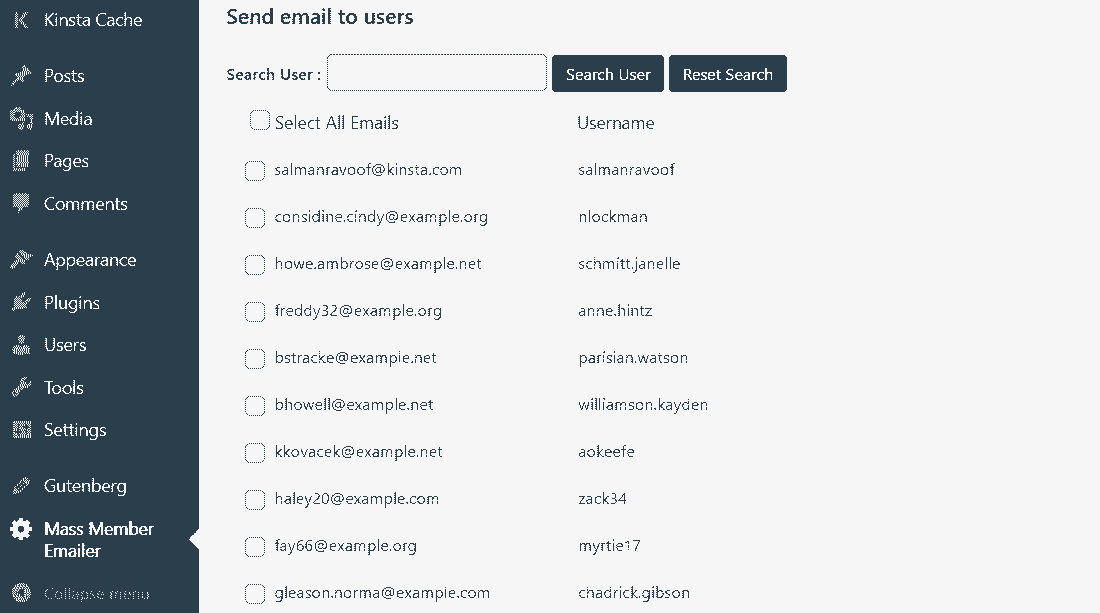 Kinsta Cache
Posts
Media
Pages
Comments
Appearance
Plugins
Users
Tools
Settings
Gutenberg
Mass Member
Emailer
Collapse menu
Send email to users
Search User :
Search User
Reset Search
Select All Emails Username
salmanravoof@kinsta.com salmanravoof
considine.cindy@example.org nlockman
howe.ambrose@example.net schmitt.janelle
freddy32@example.org anne.hintz
bstracke@example.net parisian.watson
bhowell@example.net williamson.kayden
kkovacek@example.net aokeefe
haley20@example.com zack34
fay66@example.org myrtie17
gleason.norma@example.com chadrick.gibson